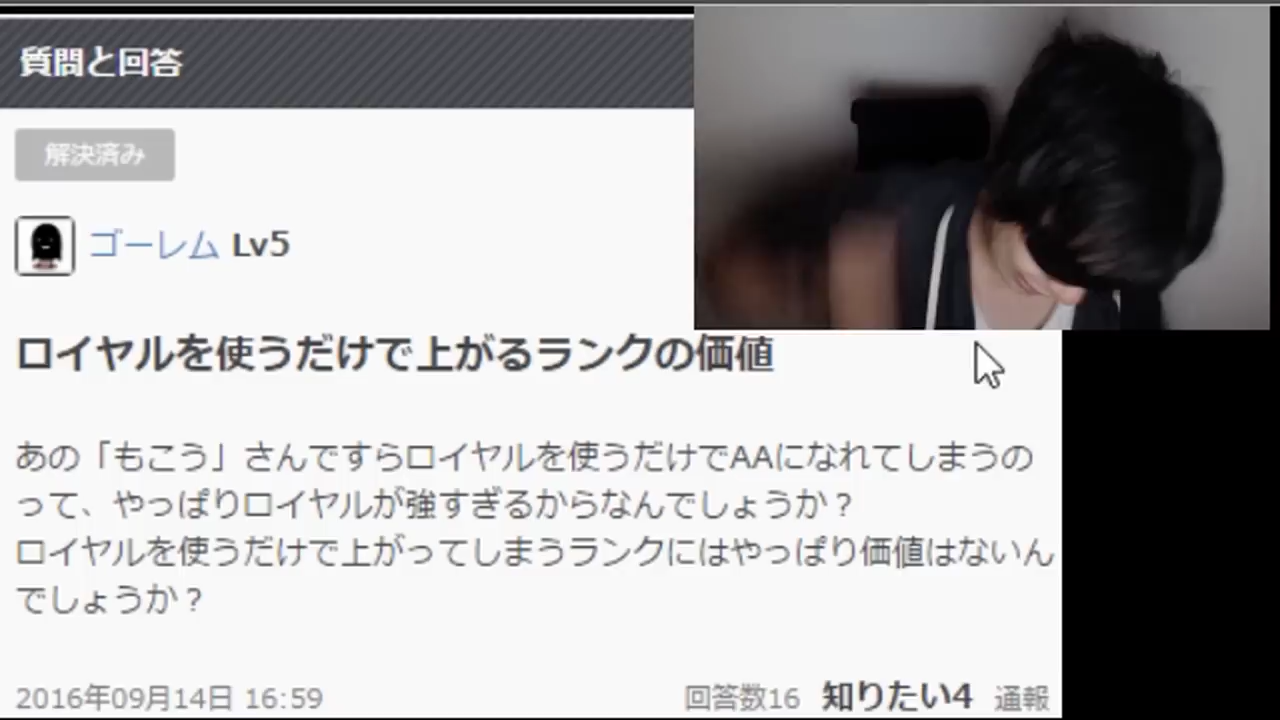 質問と回答
解決済み
ゴーレム Lv5
ロイヤルを使うだけで上がるランクの価値
あの「もこう」さんですらロイヤルを使うだけでAAになれてしまうの
って、やっぱりロイヤルが強すぎるからなんでしょうか？
ロイヤルを使うだけで上がってしまうランクにはやっぱり価値はないん
でしょうか？
2016年09月14日 16:59 回答数16 知りたい4 通報